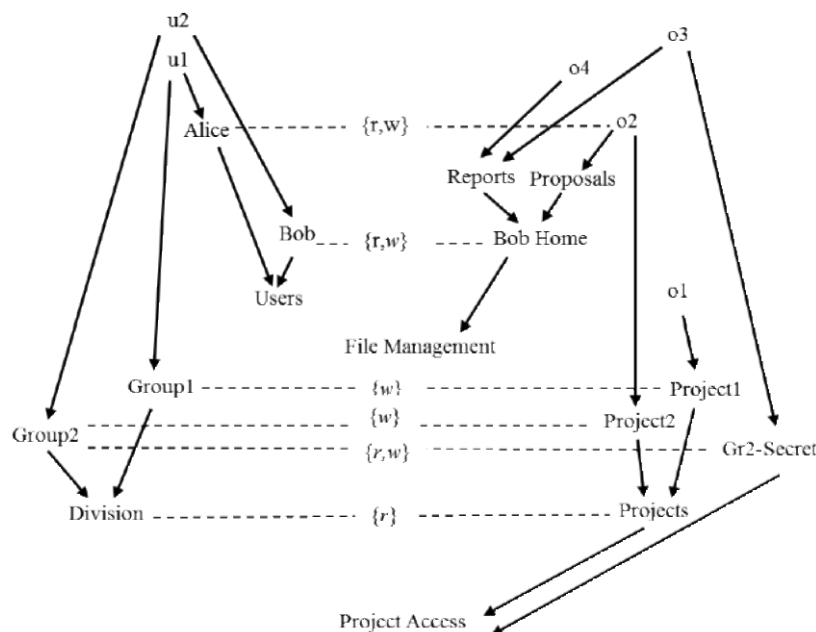 u2
o3
u1
o4
Alice {r,w} o2
Reports Proposals
Bob {r,w} Bob Home
Users o1
File Management
Group1 {w} Project1
{w} Project2
Group2 {r,w} Gr2-Secret
Division {r} Projects
Project Access